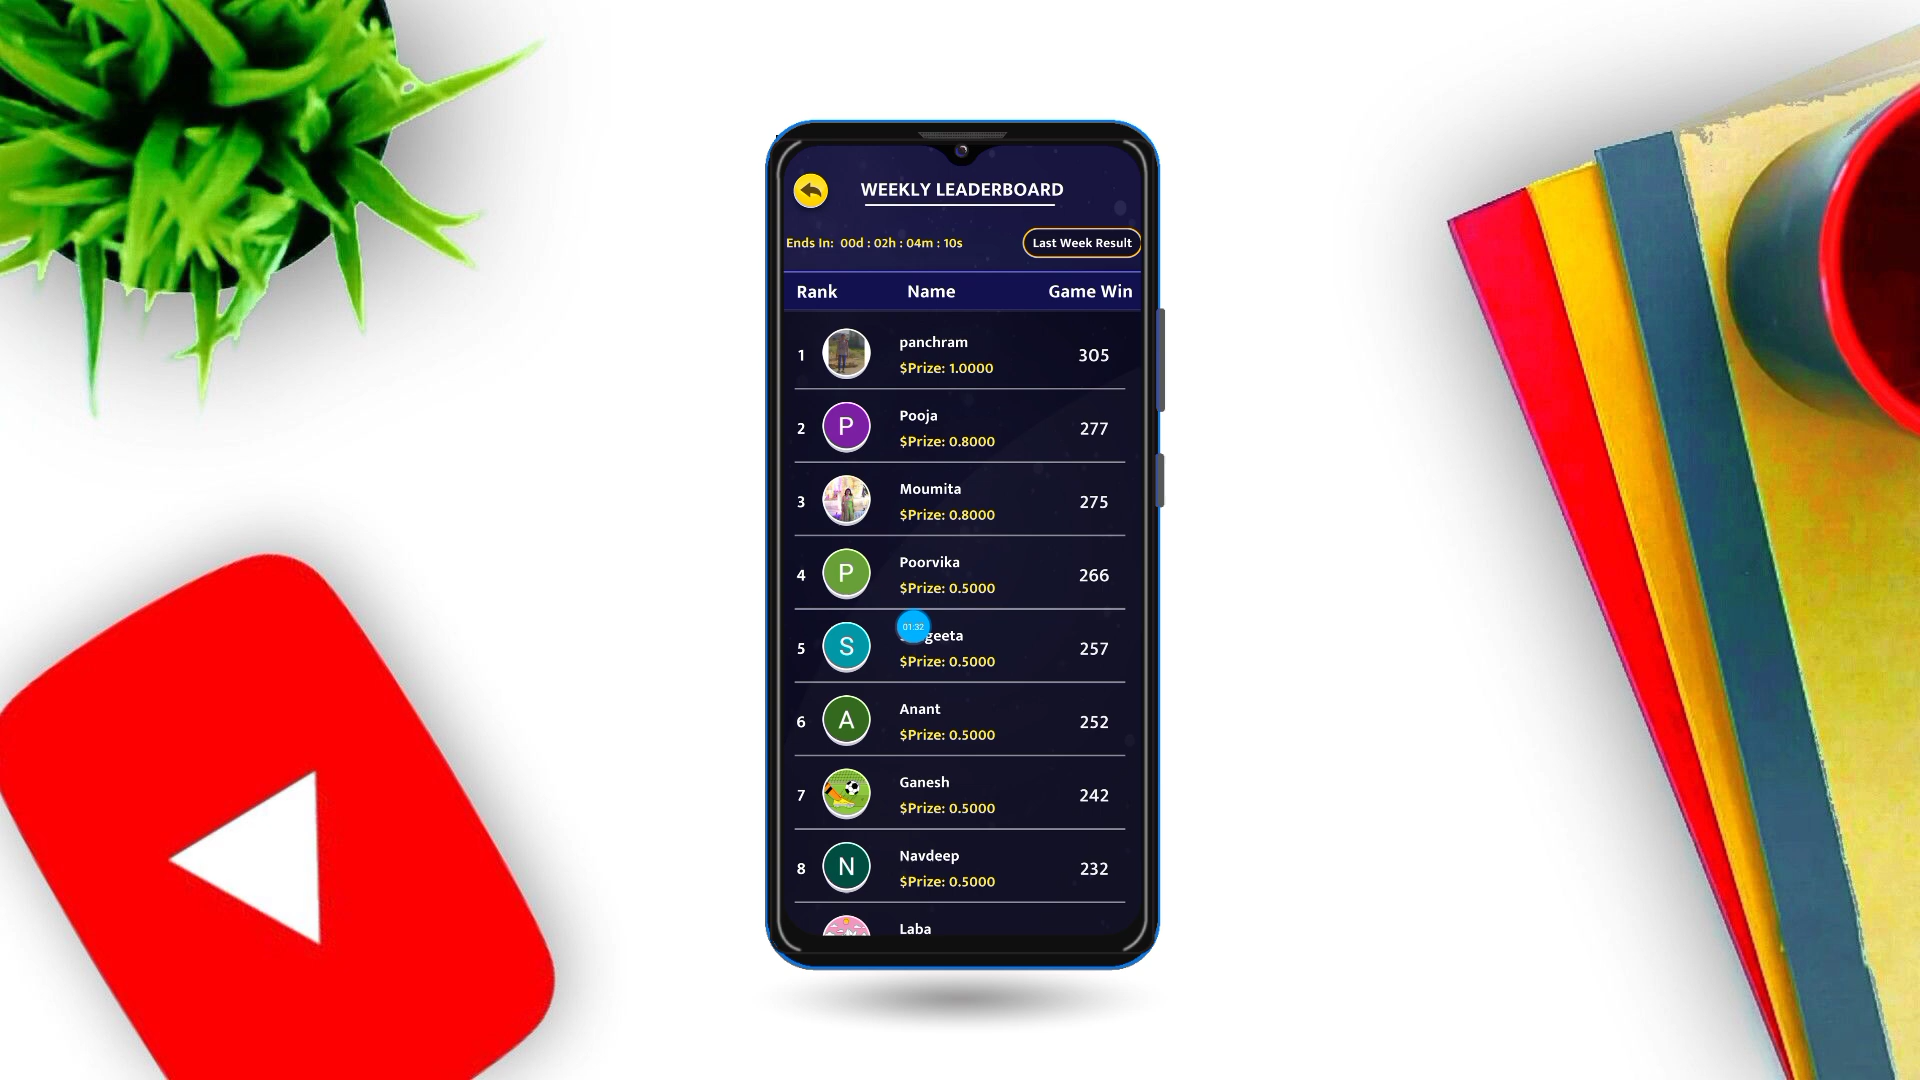 WEEKLY LEADERBOARD
Ends In: 00d : 02h : 04m : 10s
Last Week Result
Rank Name Game Win
panchram
1 305
$Prize: 1.0000
P
Pooja
2 277
$Prize: 0.8000
Moumita
3 275
$Prize: 0.8000
P
Poorvika
4 266
$Prize: 0.5000
01:32
geeta
5 S 257
$Prize: 0.5000
Anant
6 A 252
$Prize: 0.5000
Ganesh
7 242
$Prize: 0.5000
Navdeep
8 N 232
$Prize: 0.5000
Laba